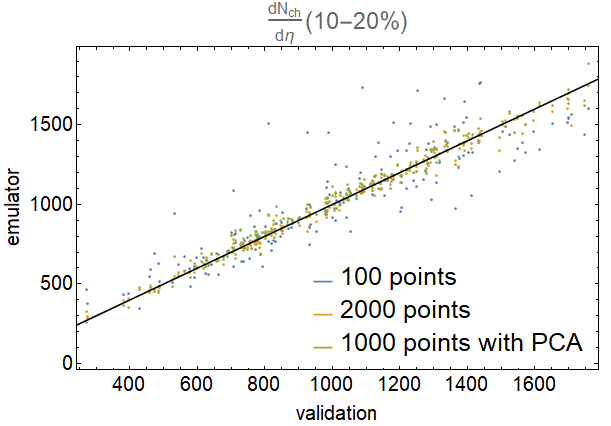 dN_ch/dη (10–20%)
emulator
1500
1000
500
0
100 points
2000 points
1000 points with PCA
400 600 800 1000 1200 1400 1600
validation